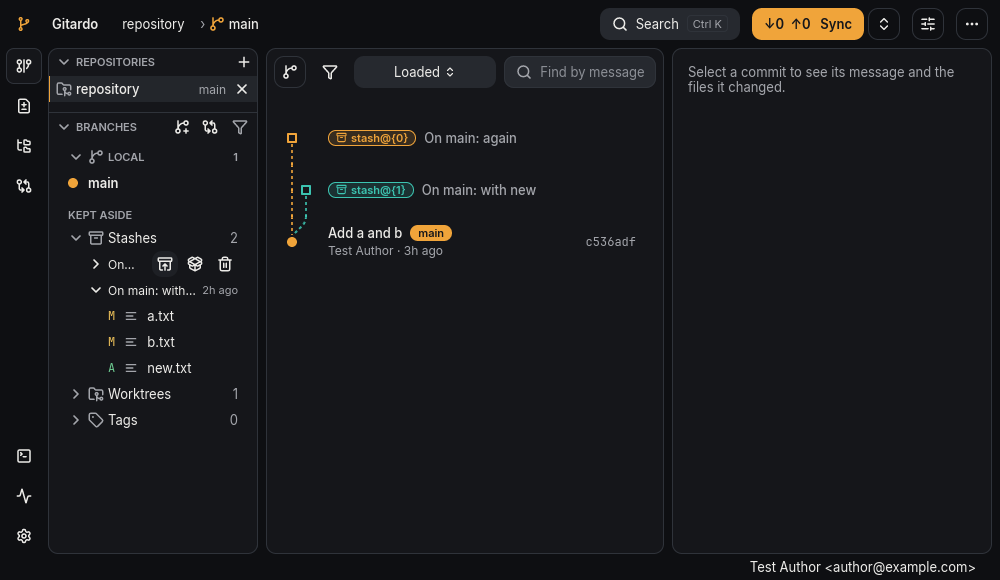 Gitardo repository › main Search Ctrl K ↓0 ↑0 Sync
REPOSITORIES
repository main
BRANCHES
LOCAL 1
main
KEPT ASIDE
Stashes 2
On...
On main: with... 2h ago
M a.txt
M b.txt
A new.txt
Worktrees 1
Tags 0
Loaded Find by message
stash@{0} On main: again
stash@{1} On main: with new
Add a and b main
Test Author · 3h ago c536adf
Select a commit to see its message and the
files it changed.
Test Author <author@example.com>